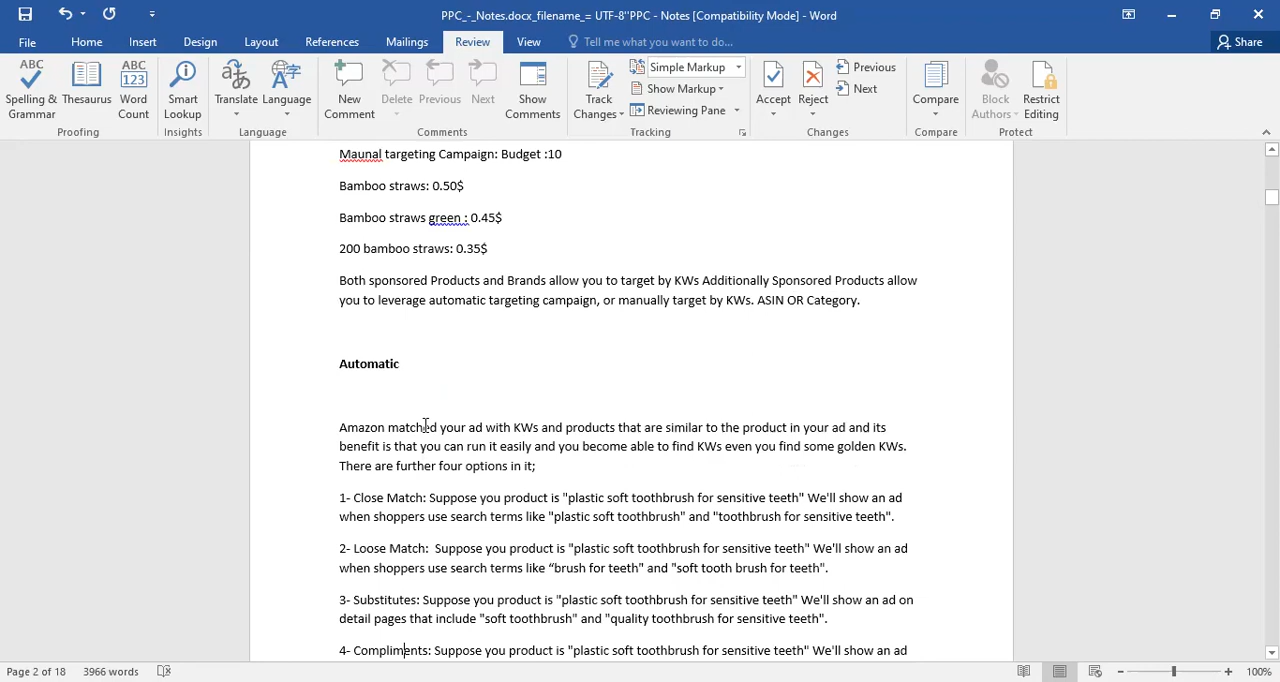 PPC_-_Notes.docx_filename_= UTF-8''PPC - Notes [Compatibility Mode] - Word
File Home Insert Design Layout References Mailings Review View Tell me what you want to do... Share
Spelling & Grammar
Thesaurus
Word Count
Smart Lookup
Translate
Language
New Comment
Delete
Previous
Next
Show Comments
Track Changes
Simple Markup
Show Markup
Reviewing Pane
Accept
Reject
Previous
Next
Compare
Block Authors
Restrict Editing
Proofing Insights Language Comments Tracking Changes Compare Protect
Maunal targeting Campaign: Budget :10
Bamboo straws: 0.50$
Bamboo straws green : 0.45$
200 bamboo straws: 0.35$
Both sponsored Products and Brands allow you to target by KWs Additionally Sponsored Products allow
you to leverage automatic targeting campaign, or manually target by KWs. ASIN OR Category.
Automatic
Amazon matched your ad with KWs and products that are similar to the product in your ad and its
benefit is that you can run it easily and you become able to find KWs even you find some golden KWs.
There are further four options in it;
1- Close Match: Suppose you product is "plastic soft toothbrush for sensitive teeth" We'll show an ad
when shoppers use search terms like "plastic soft toothbrush" and "toothbrush for sensitive teeth".
2- Loose Match:  Suppose you product is "plastic soft toothbrush for sensitive teeth" We'll show an ad
when shoppers use search terms like “brush for teeth" and "soft tooth brush for teeth".
3- Substitutes: Suppose you product is "plastic soft toothbrush for sensitive teeth" We'll show an ad on
detail pages that include "soft toothbrush" and "quality toothbrush for sensitive teeth".
4- Compliments: Suppose you product is "plastic soft toothbrush for sensitive teeth" We'll show an ad
Page 2 of 18 3966 words 100%